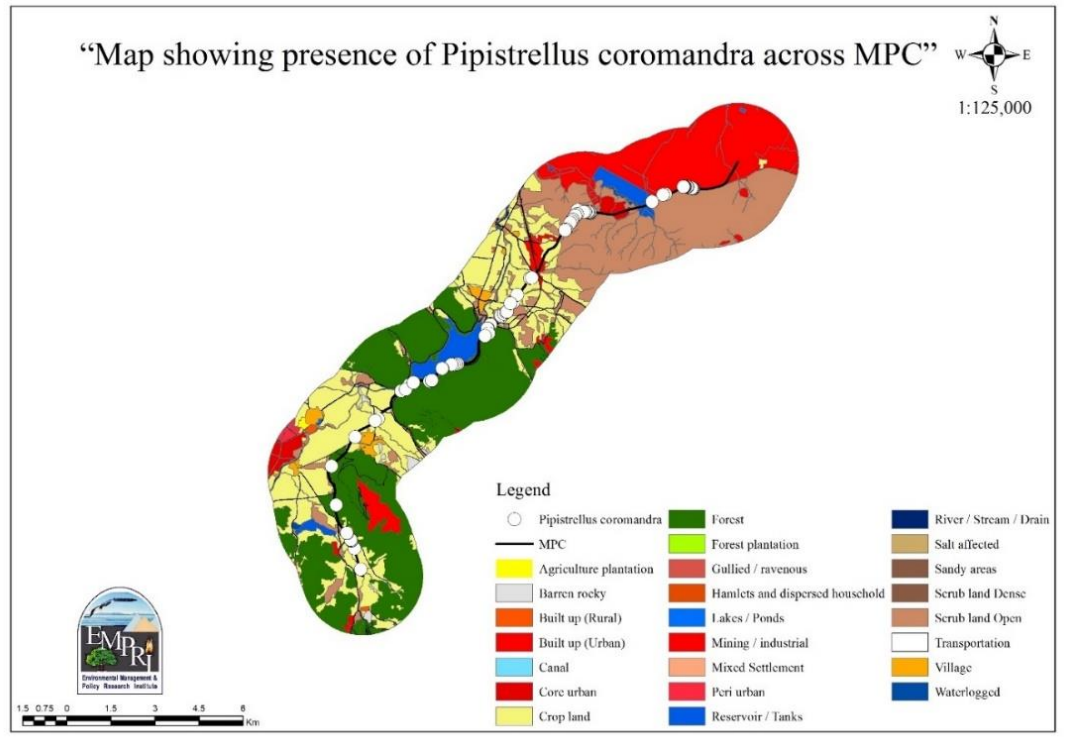 “Map showing presence of Pipistrellus coromandra across MPC”
N
W E
S
1:125,000
Legend
Pipistrellus coromandra
MPC
Agriculture plantation
Barren rocky
Built up (Rural)
Built up (Urban)
Canal
Core urban
Crop land
Forest
Forest plantation
Gullied / ravenous
Hamlets and dispersed household
Lakes / Ponds
Mining / industrial
Mixed Settlement
Peri urban
Reservoir / Tanks
River / Stream / Drain
Salt affected
Sandy areas
Scrub land Dense
Scrub land Open
Transportation
Village
Waterlogged
EMPRI
Environmental Management &
Policy Research Institute
1.5 0.75 0 1.5 3 4.5 6
Km